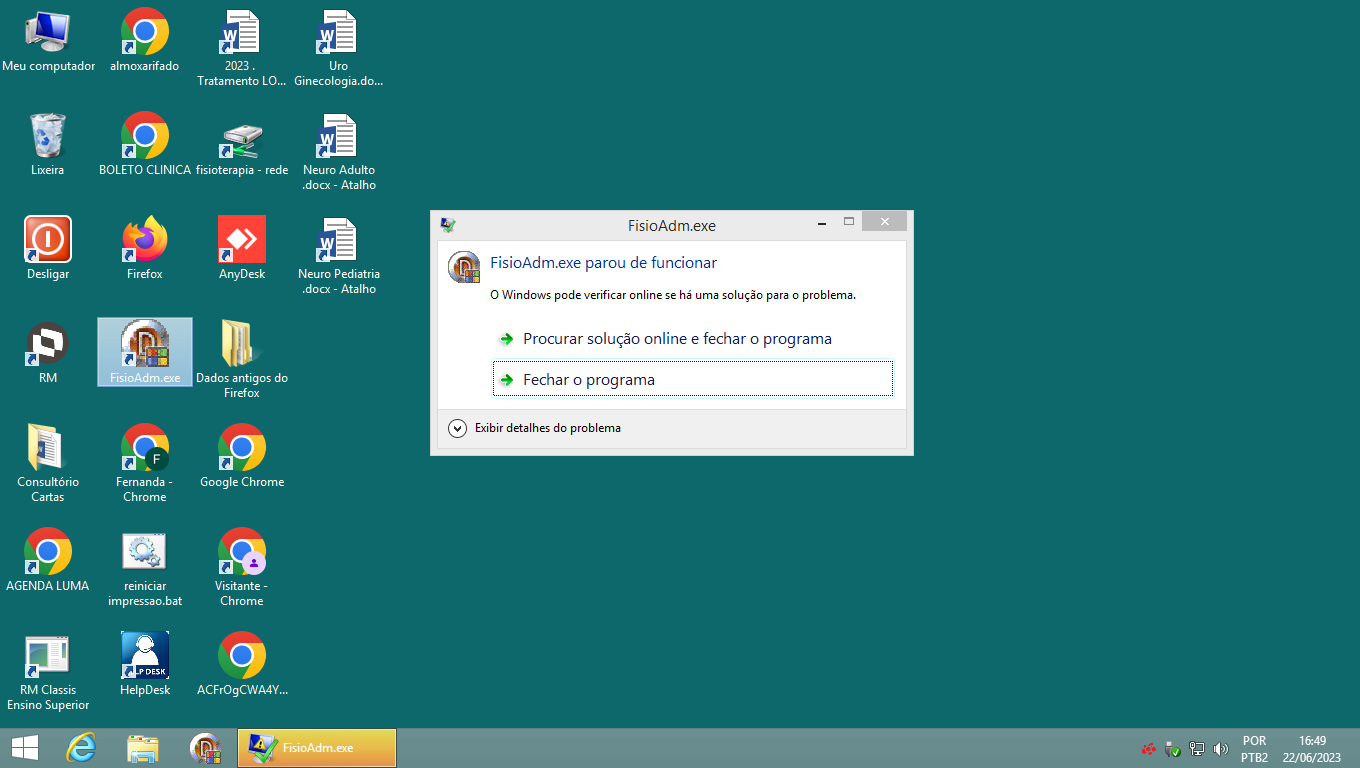 Meu computador
almoxarifado
2023 .
Tratamento LO...
Uro
Ginecologia.do...
Lixeira
BOLETO CLINICA
fisioterapia - rede
Neuro Adulto
.docx - Atalho
Desligar
Firefox
AnyDesk
Neuro Pediatria
.docx - Atalho
RM
FisioAdm.exe
Dados antigos do
Firefox
Consultório
Cartas
F
Fernanda -
Chrome
Google Chrome
AGENDA LUMA
reiniciar
impressao.bat
Visitante -
Chrome
RM Classis
Ensino Superior
LP DESK
HelpDesk
ACFrOgCWA4Y...
FisioAdm.exe
FisioAdm.exe parou de funcionar
O Windows pode verificar online se há uma solução para o problema.
Procurar solução online e fechar o programa
Fechar o programa
Exibir detalhes do problema
FisioAdm.exe
POR
PTB2
16:49
22/06/2023